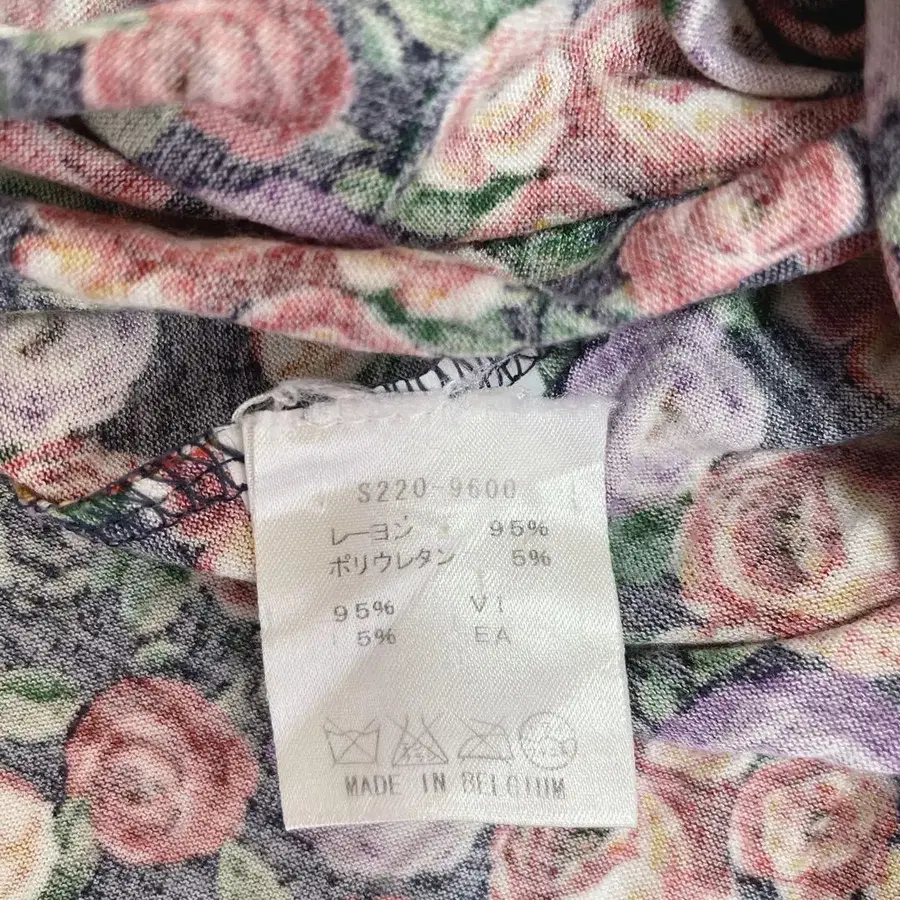 S220-9600
レーヨン 95%
ポリウレタン 5%
95% VI
5% EA
MADE IN BELGIUM